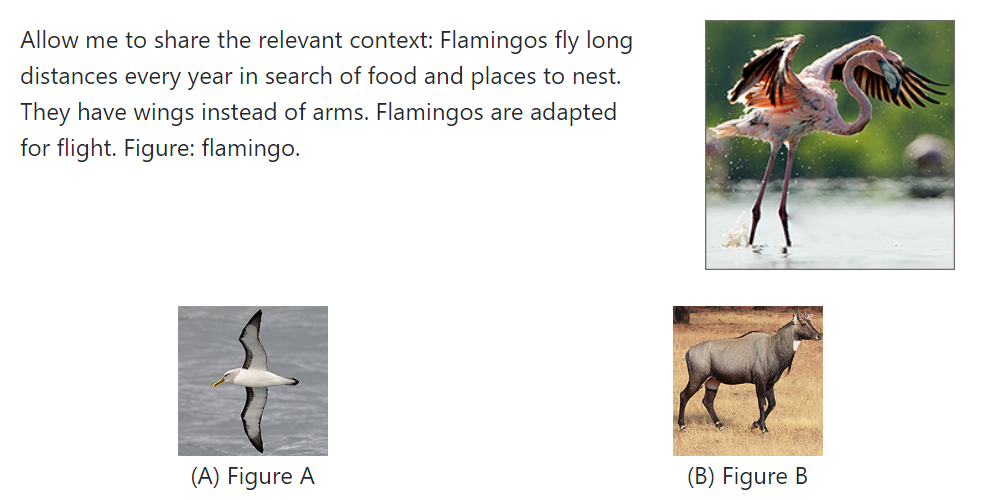 Allow me to share the relevant context: Flamingos fly long
distances every year in search of food and places to nest.
They have wings instead of arms. Flamingos are adapted
for flight. Figure: flamingo.
(A) Figure A
(B) Figure B